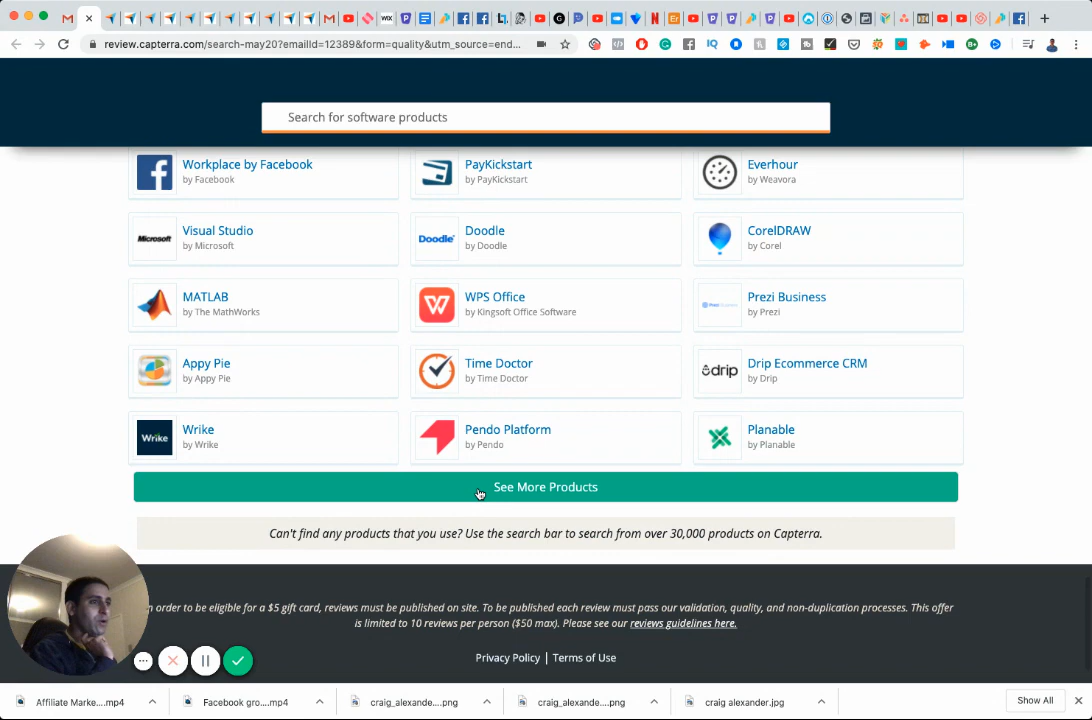 review.capterra.com/search-may20?emailId=12389&form=quality&utm_source=end...
Search for software products
Workplace by Facebook
by Facebook
PayKickstart
by PayKickstart
Everhour
by Weavora
Microsoft
Visual Studio
by Microsoft
Doodle
Doodle
by Doodle
CorelDRAW
by Corel
MATLAB
by The MathWorks
WPS Office
by Kingsoft Office Software
Prezi Business
by Prezi
Appy Pie
by Appy Pie
Time Doctor
by Time Doctor
drip
Drip Ecommerce CRM
by Drip
Wrike
Wrike
by Wrike
Pendo Platform
by Pendo
Planable
by Planable
See More Products
Can't find any products that you use? Use the search bar to search from over 30,000 products on Capterra.
n order to be eligible for a $5 gift card, reviews must be published on site. To be published each review must pass our validation, quality, and non-duplication processes. This offer
is limited to 10 reviews per person ($50 max). Please see our reviews guidelines here.
Privacy Policy | Terms of Use
Affiliate Marke....mp4
Facebook gro....mp4
craig_alexande....png
craig_alexande....png
craig alexander.jpg
Show All